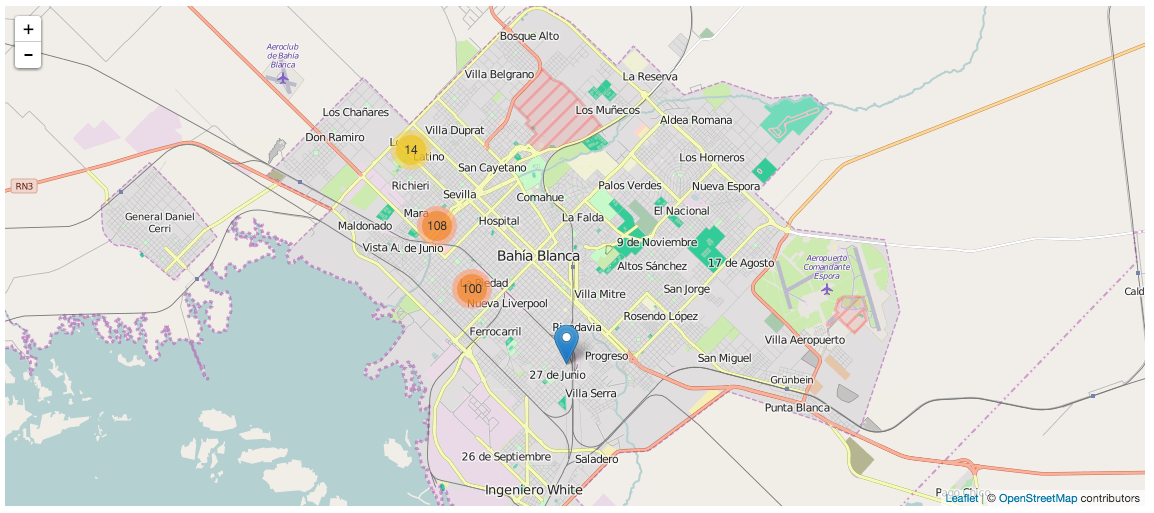 +
-
Bosque Alto
Aeroclub
de Bahía
Blanca
Villa Belgrano
La Reserva
Los Chañares
Los Muñecos
Aldea Romana
Don Ramiro
Villa Duprat
14
Latino
San Cayetano
Los Horneros
RN3
Richieri
Sevilla
Comahue
Palos Verdes
Nueva Espora
General Daniel
Cerri
Mara
Maldonado
108
Hospital
La Falda
El Nacional
Vista A. de Junio
9 de Noviembre
Bahía Blanca
Altos Sánchez
17 de Agosto
Aeropuerto
Comandante
Espora
100
Nueva Liverpool
Villa Mitre
San Jorge
Cald
Ferrocarril
Rosendo López
Progreso
San Miguel
Villa Aeropuerto
27 de Junio
Villa Serra
Grünbein
Punta Blanca
26 de Septiembre
Saladero
Ingeniero White
Leaflet | © OpenStreetMap contributors